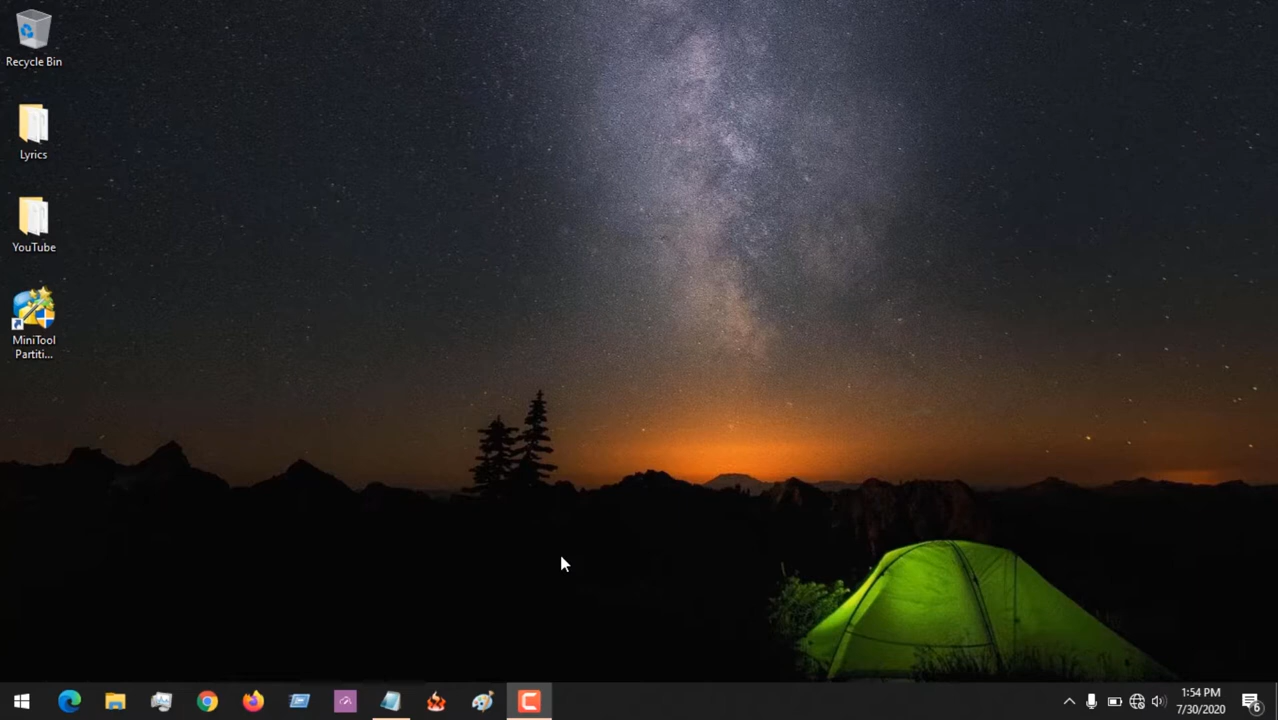 Recycle Bin
Lyrics
YouTube
MiniTool
Partiti...
1:54 PM
7/30/2020
6